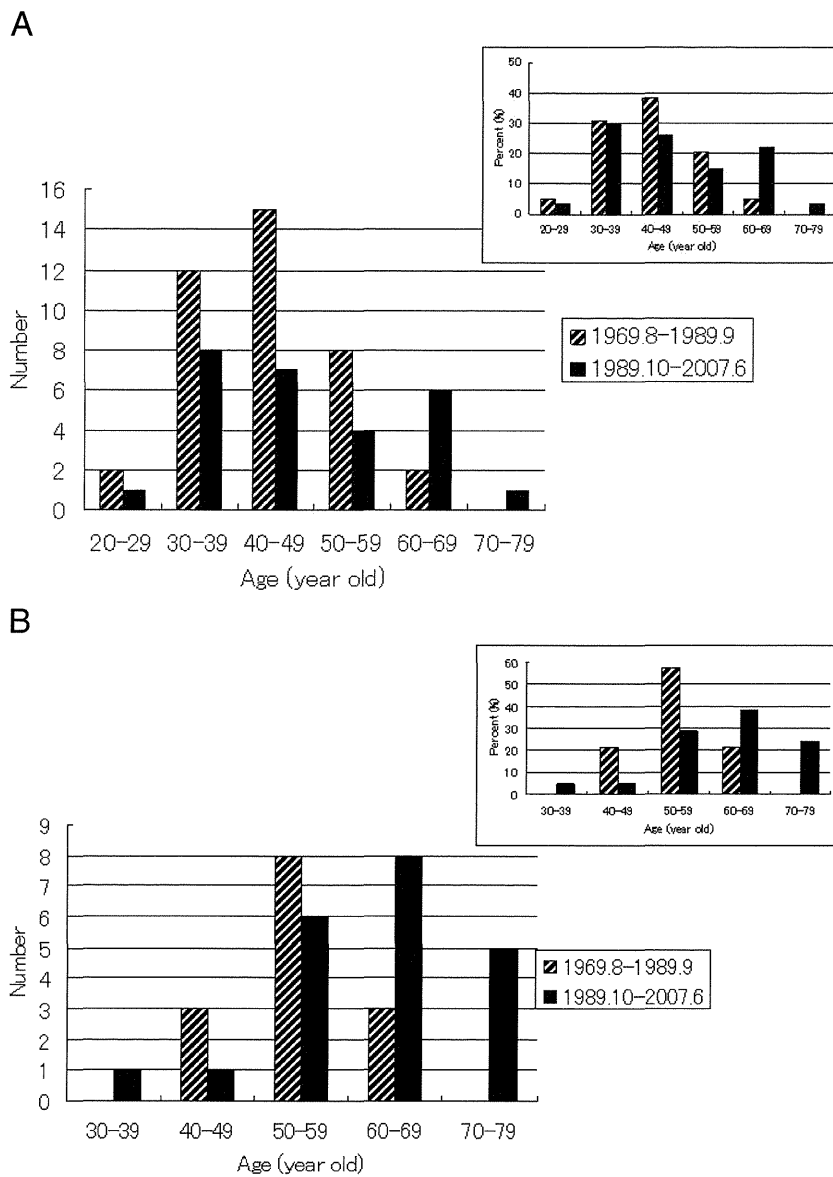 A
50
40
30
20
10
0
Percent (%)
20-29 30-39 40-49 50-59 60-69 70-79
Age (year old)
16
14
12
10
8
6
4
2
0
Number
20-29 30-39 40-49 50-59 60-69 70-79
Age (year old)
1969.8-1989.9
1989.10-2007.6
B
60
50
40
30
20
10
0
Percent (%)
30-39 40-49 50-59 60-69 70-79
Age (year old)
9
8
7
6
5
4
3
2
1
0
Number
30-39 40-49 50-59 60-69 70-79
Age (year old)
1969.8-1989.9
1989.10-2007.6